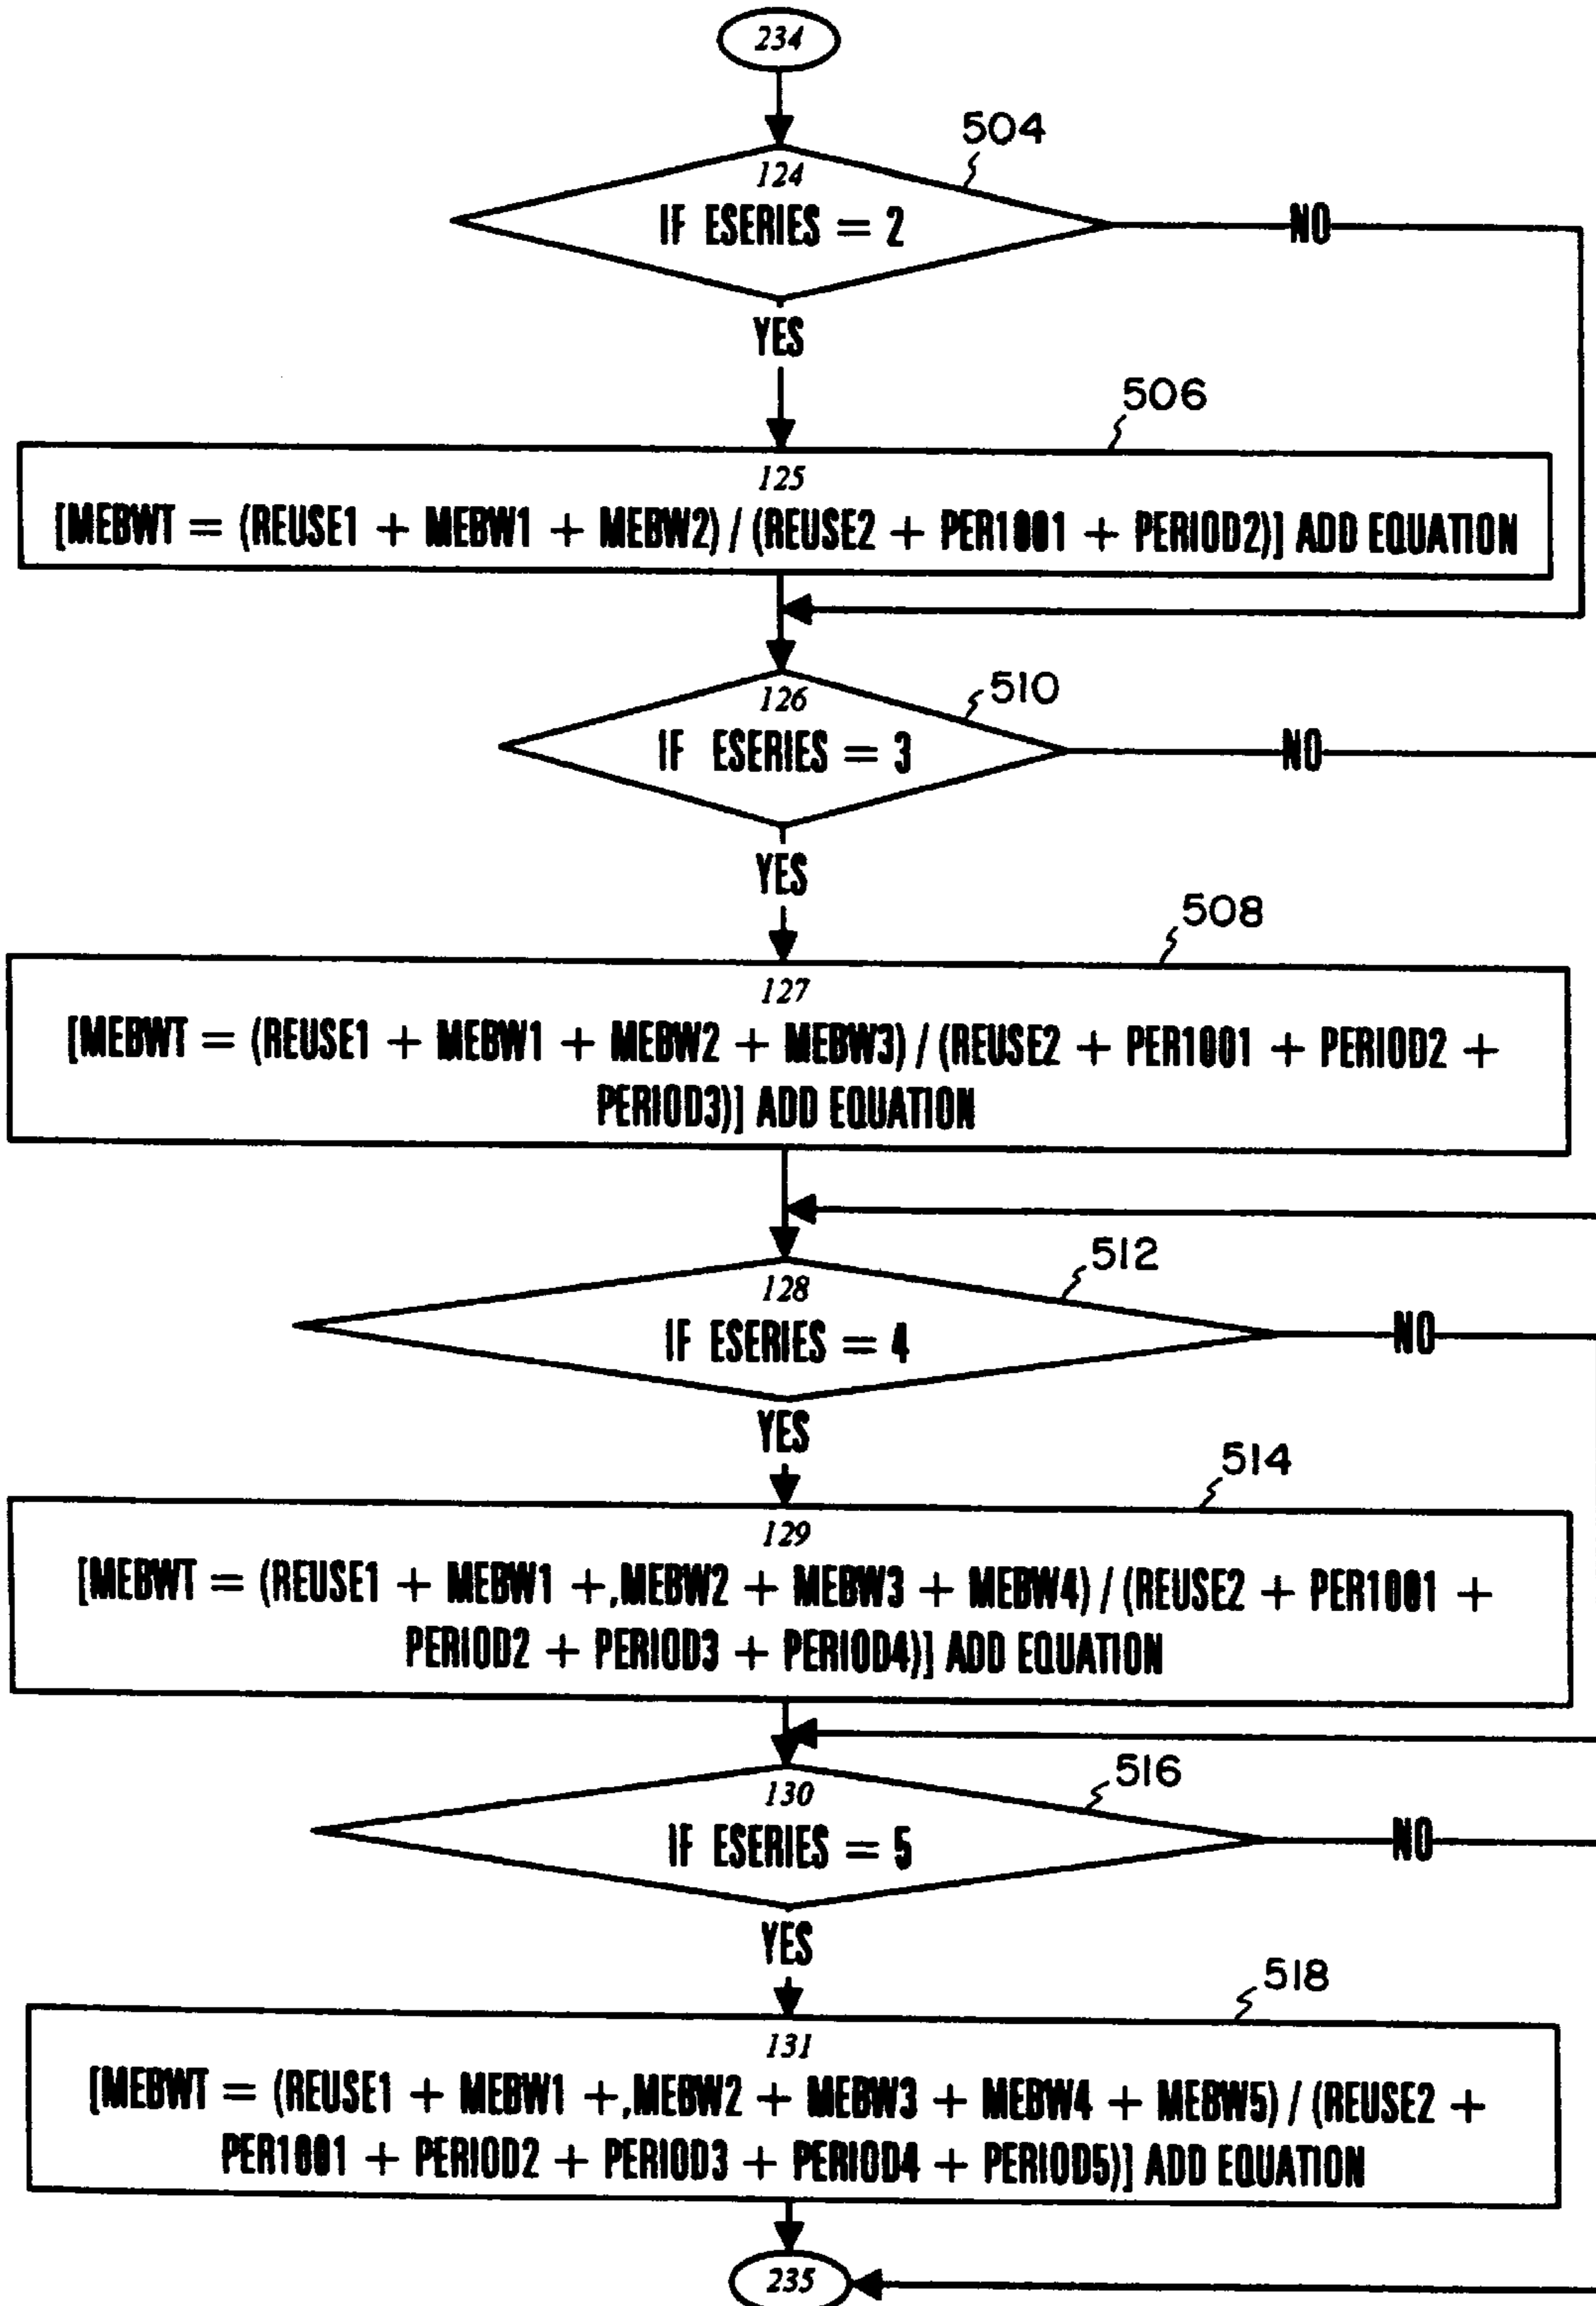 234
504
124
IF ESERIES = 2
NO
YES
506
125
[MEBWT = (REUSE1 + MEBW1 + MEBW2) / (REUSE2 + PER1001 + PERIOD2)] ADD EQUATION
510
126
IF ESERIES = 3
NO
YES
508
127
[MEBWT = (REUSE1 + MEBW1 + MEBW2 + MEBW3) / (REUSE2 + PER1001 + PERIOD2 +
PERIOD3)] ADD EQUATION
512
128
IF ESERIES = 4
NO
YES
514
129
[MEBWT = (REUSE1 + MEBW1 +,MEBW2 + MEBW3 + MEBW4) / (REUSE2 + PER1001 +
PERIOD2 + PERIOD3 + PERIOD4)] ADD EQUATION
516
130
IF ESERIES = 5
NO
YES
518
131
[MEBWT = (REUSE1 + MEBW1 +,MEBW2 + MEBW3 + MEBW4 + MEBW5) / (REUSE2 +
PER1001 + PERIOD2 + PERIOD3 + PERIOD4 + PERIOD5)] ADD EQUATION
235